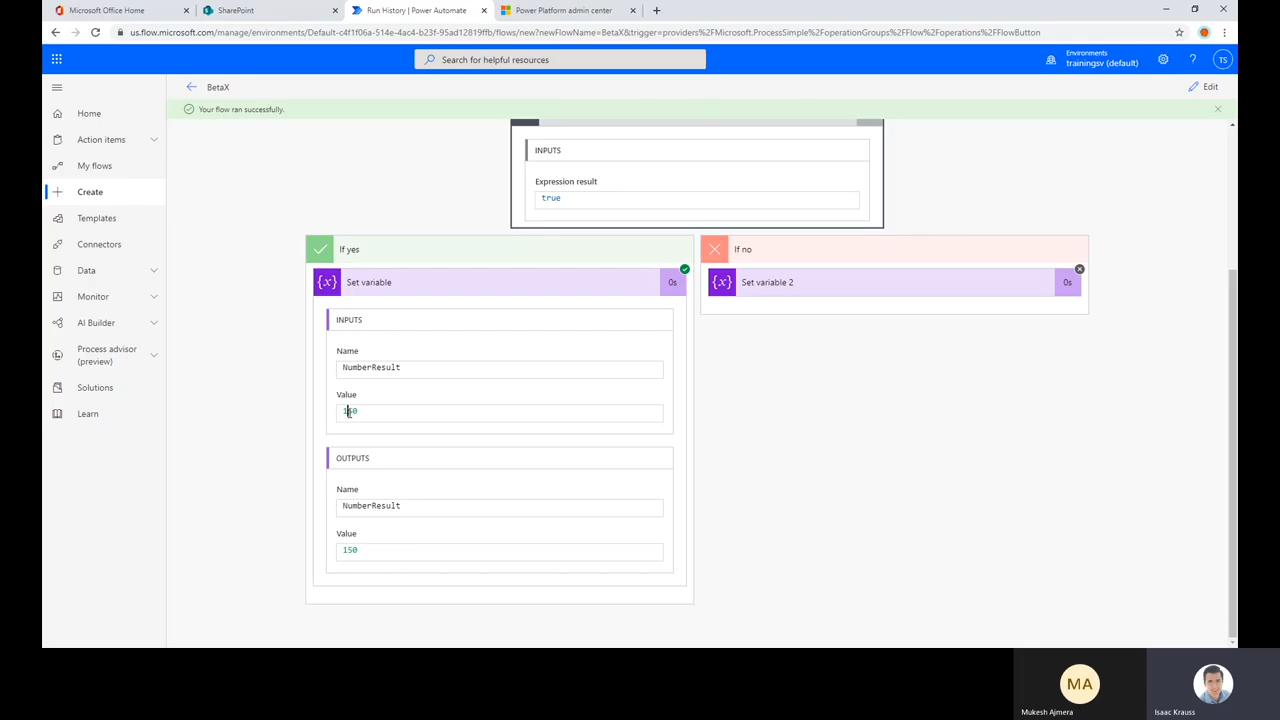 Microsoft Office Home
SharePoint
Run History | Power Automate
Power Platform admin center
us.flow.microsoft.com/manage/environments/Default-c4f1f06a-514e-4ac4-b23f-95ad12819ffb/flows/new?newFlowName=BetaX&trigger=providers%2FMicrosoft.ProcessSimple%2FoperationGroups%2FFlow%2Foperations%2FFlowButton
Search for helpful resources
Environments
trainingsv (default)
TS
BetaX
Edit
Your flow ran successfully.
Home
Action items
My flows
Create
Templates
Connectors
Data
Monitor
AI Builder
Process advisor
(preview)
Solutions
Learn
INPUTS
Expression result
true
If yes
If no
{x}
Set variable
0s
{x}
Set variable 2
0s
INPUTS
Name
NumberResult
Value
150
OUTPUTS
Name
NumberResult
Value
150
MA
Mukesh Ajmera
Isaac Krauss